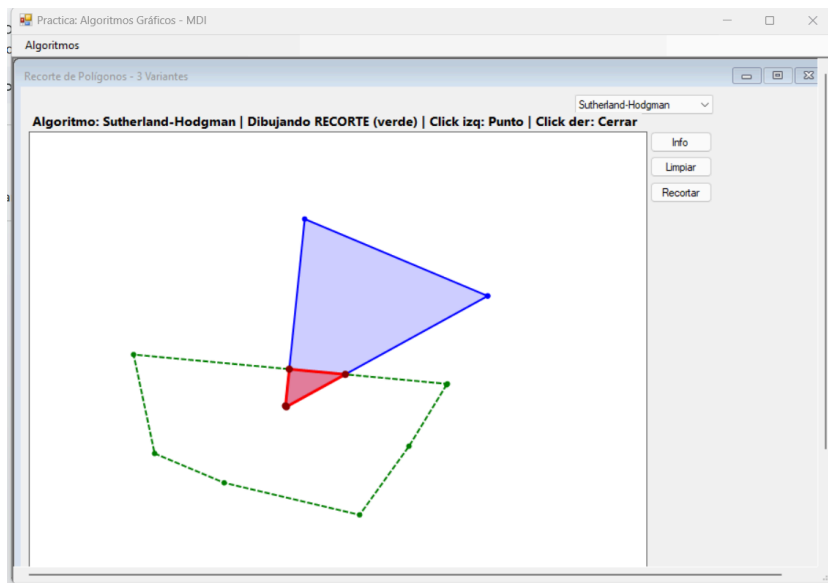 Practica: Algoritmos Gráficos - MDI
Algoritmos
Recorte de Polígonos - 3 Variantes
Sutherland-Hodgman
Algoritmo: Sutherland-Hodgman | Dibujando RECORTE (verde) | Click izq: Punto | Click der: Cerrar
Info
Limpiar
Recortar